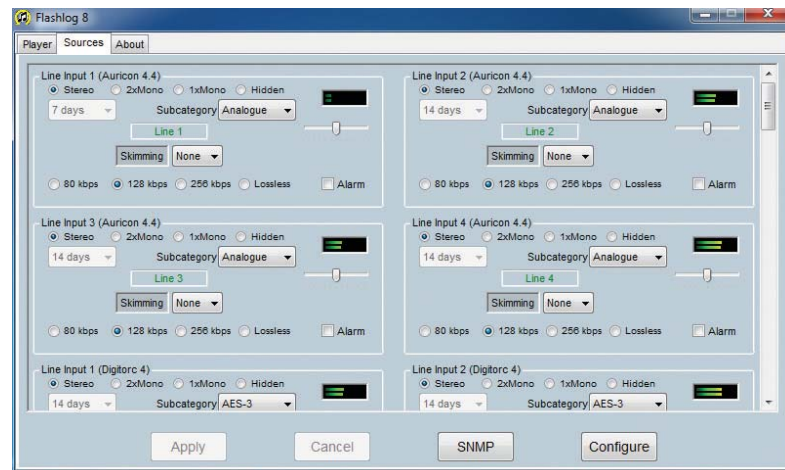 Flashlog 8
Player Sources About
Line Input 1 (Auricon 4.4)
Stereo 2xMono 1xMono Hidden
7 days Subcategory Analogue
Line 1
Skimming None
80 kbps 128 kbps 256 kbps Lossless Alarm
Line Input 2 (Auricon 4.4)
Stereo 2xMono 1xMono Hidden
14 days Subcategory Analogue
Line 2
Skimming None
80 kbps 128 kbps 256 kbps Lossless Alarm
Line Input 3 (Auricon 4.4)
Stereo 2xMono 1xMono Hidden
14 days Subcategory Analogue
Line 3
Skimming None
80 kbps 128 kbps 256 kbps Lossless Alarm
Line Input 4 (Auricon 4.4)
Stereo 2xMono 1xMono Hidden
14 days Subcategory Analogue
Line 4
Skimming None
80 kbps 128 kbps 256 kbps Lossless Alarm
Line Input 1 (Digitorc 4)
Stereo 2xMono 1xMono Hidden
14 days Subcategory AES-3
Line Input 2 (Digitorc 4)
Stereo 2xMono 1xMono Hidden
14 days Subcategory AES-3
Apply Cancel SNMP Configure